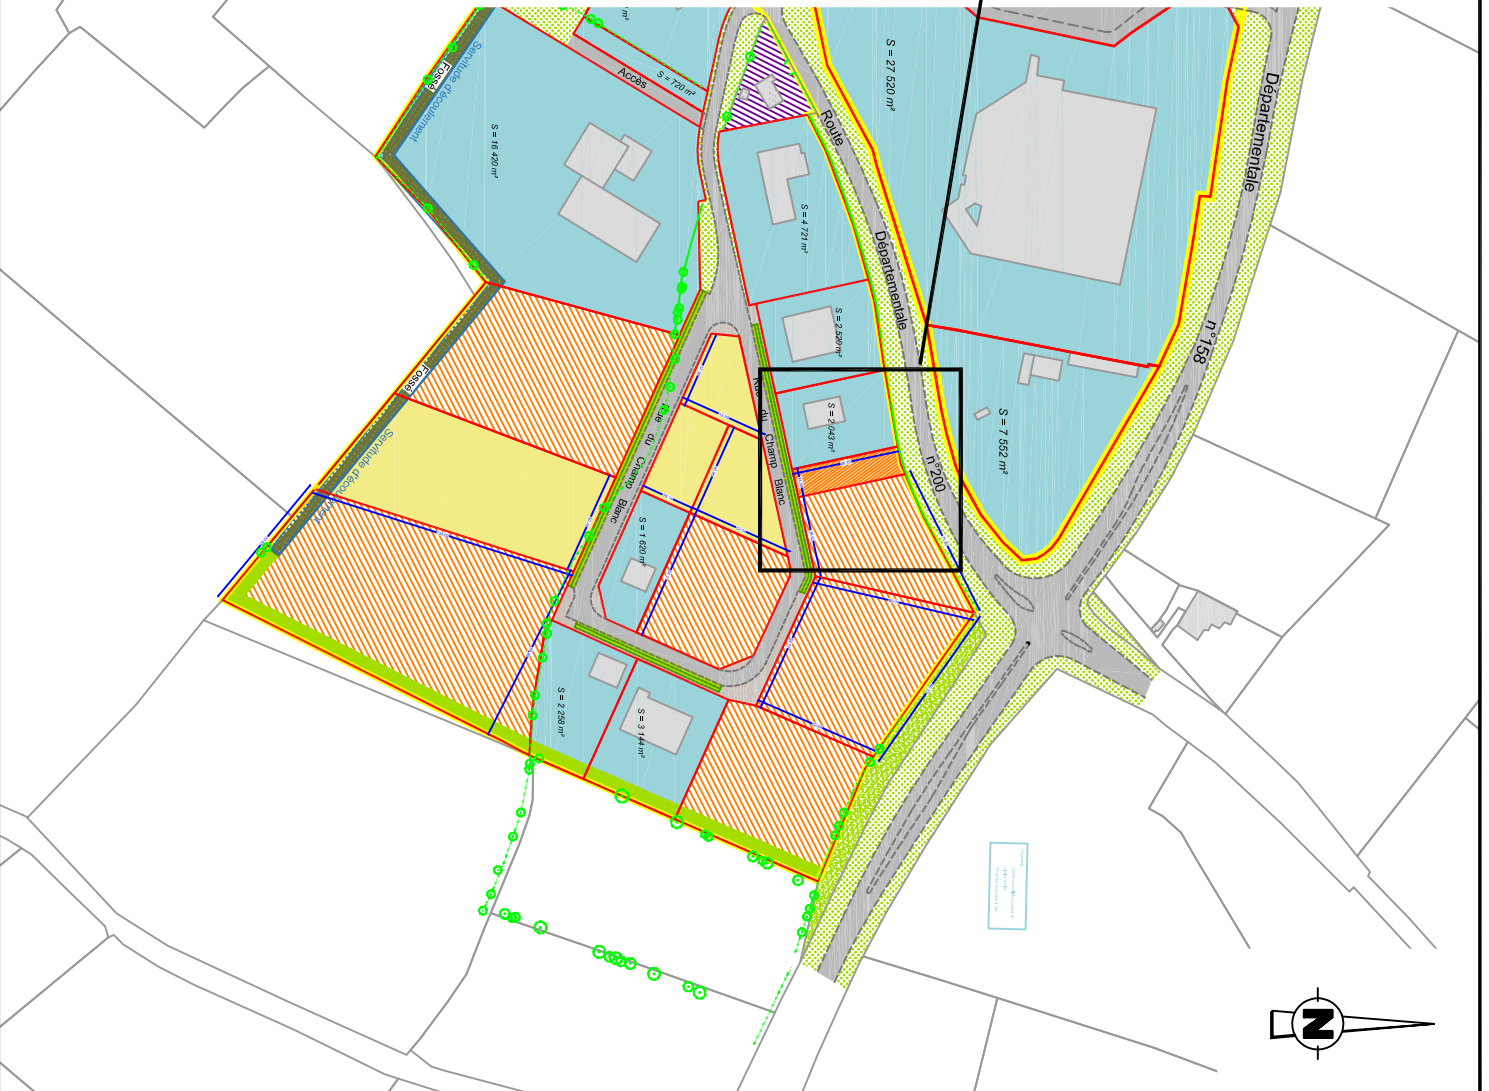 Fossé
Servitude d'écoulement
Accès
S = 720 m²
S = 27 520 m²
Route
Départementale
S = 16 420 m²
S = 4 721 m²
Départementale
n°158
S = 2 520 m²
Fossé
Servitude d'écoulement
Rue du Champ Blanc
Rue du Champ Blanc
S = 2 043 m²
S = 7 552 m²
n°200
S = 1 620 m²
S = 2 258 m²
S = 3 144 m²
N